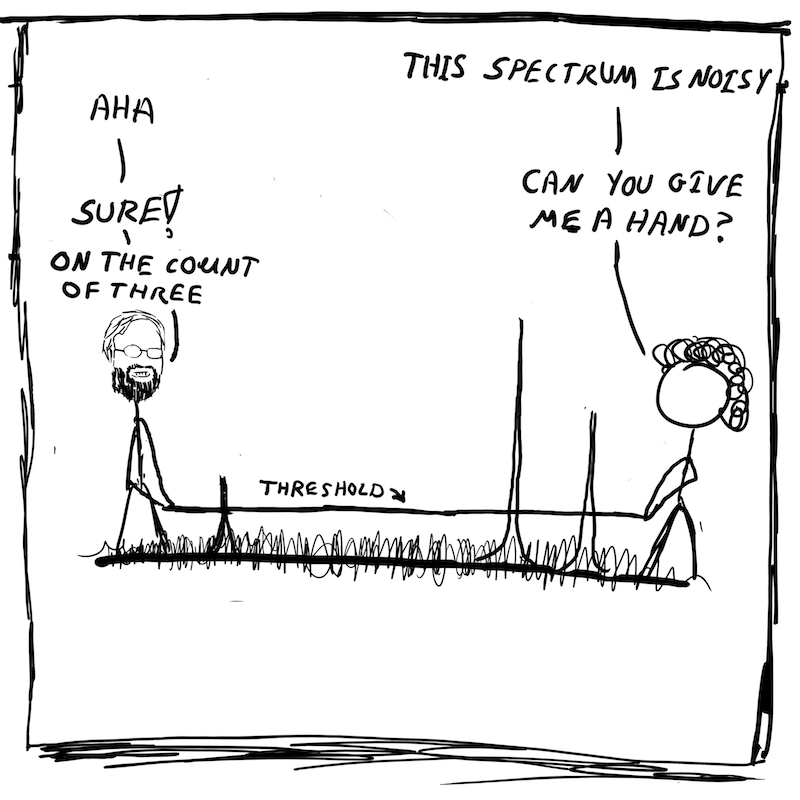 THIS SPECTRUM IS NOISY
CAN YOU GIVE
ME A HAND?
AHA
SURE!
ON THE COUNT
OF THREE
THRESHOLD